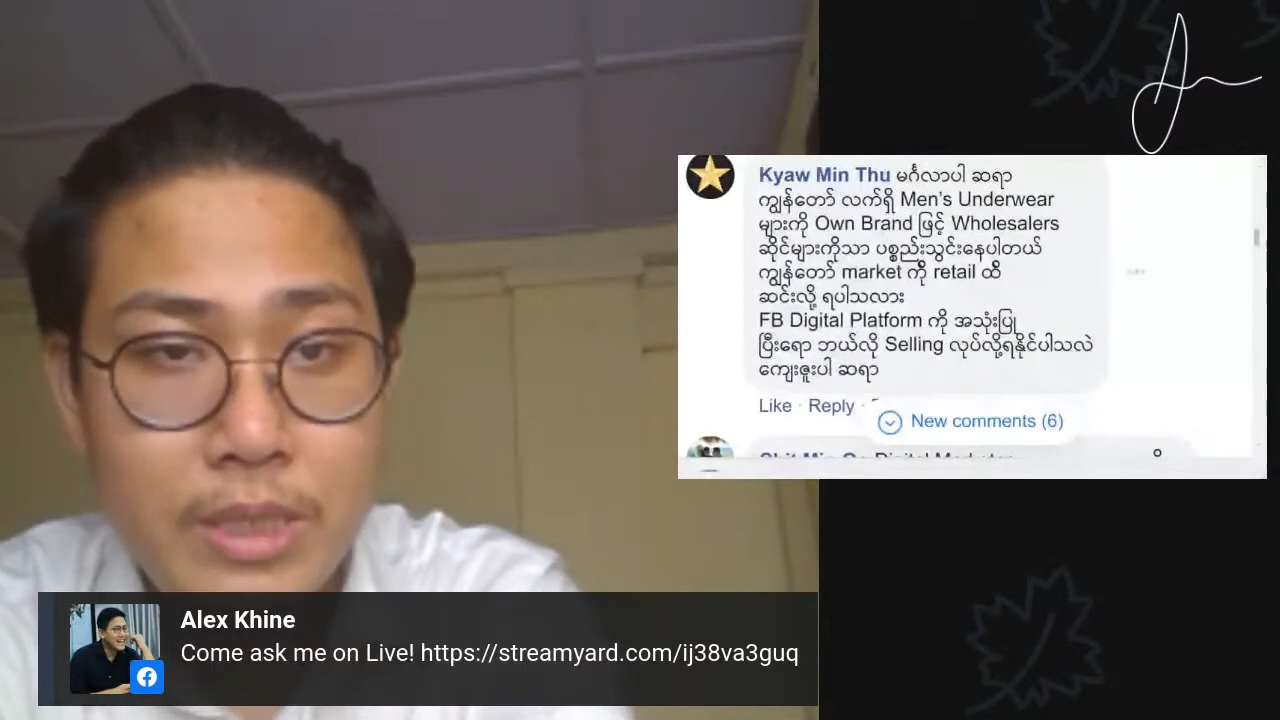 Kyaw Min Thu မင်္ဂလာပါ ဆရာ
ကျွန်တော် လက်ရှိ Men's Underwear
များကို Own Brand ဖြင့် Wholesalers
ဆိုင်များကိုသာ ပစ္စည်းသွင်းနေပါတယ်
ကျွန်တော် market ကို retail ထိ
ဆင်းလို့ ရပါသလား
FB Digital Platform ကို အသုံးပြု
ပြီးရော ဘယ်လို Selling လုပ်လို့ရနိုင်ပါသလဲ
ကျေးဇူးပါ ဆရာ
Like · Reply ·
New comments (6)
Alex Khine
Come ask me on Live! https://streamyard.com/ij38va3guq